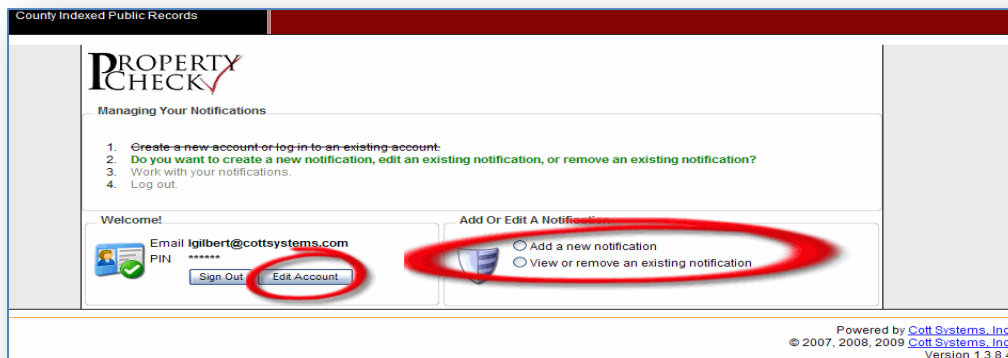 County Indexed Public Records
PROPERTY
CHECK
Managing Your Notifications
1. Create a new account or log in to an existing account.
2. Do you want to create a new notification, edit an existing notification, or remove an existing notification?
3. Work with your notifications.
4. Log out.
Welcome!
Email lgilbert@cottsystems.com
PIN ******
Sign Out Edit Account
Add Or Edit A Notification
Add a new notification
View or remove an existing notification
Powered by Cott Systems, Inc
© 2007, 2008, 2009 Cott Systems, Inc
Version 1.3.8.